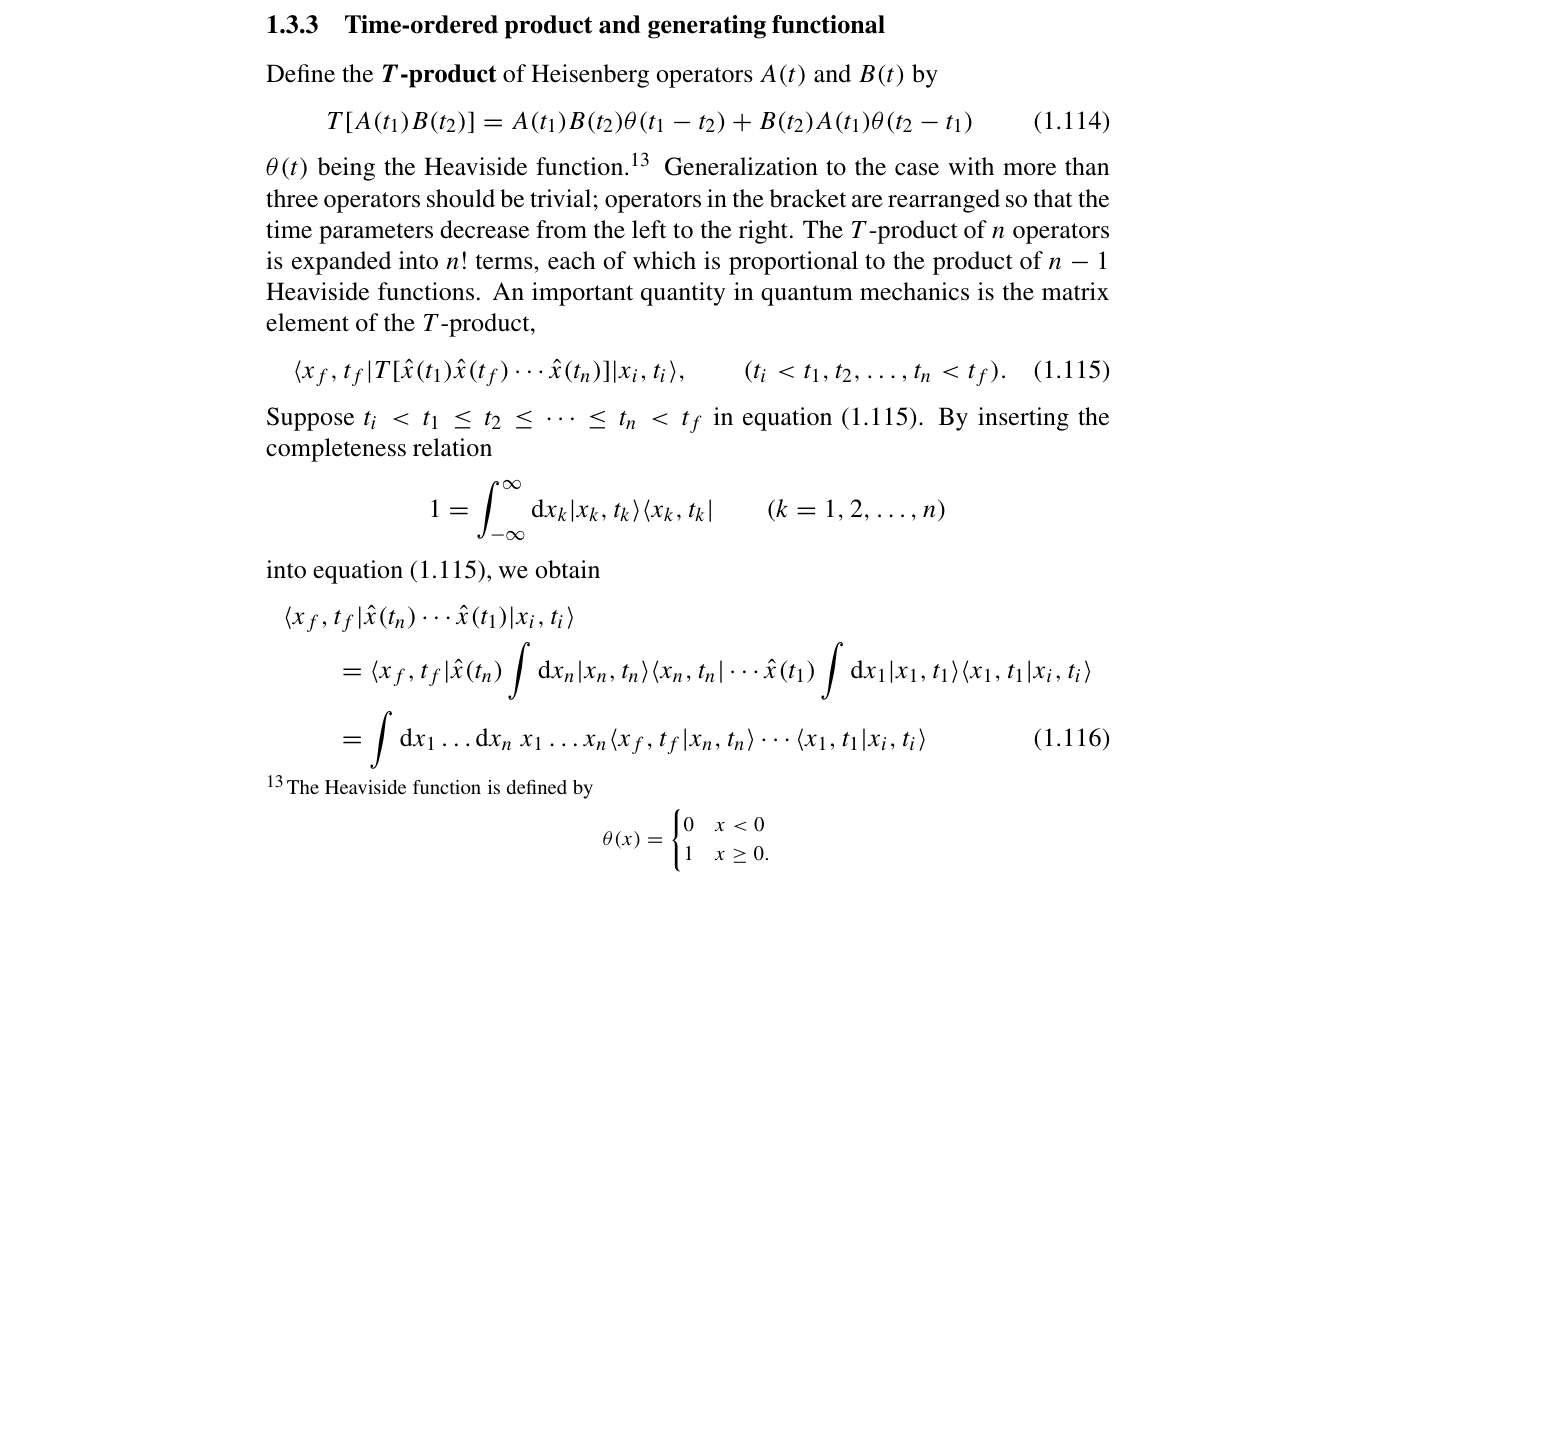 1.3.3 Time-ordered product and generating functional
Define the T-product of Heisenberg operators A(t) and B(t) by
T[A(t₁)B(t₂)] = A(t₁)B(t₂)θ(t₁ − t₂) + B(t₂)A(t₁)θ(t₂ − t₁) (1.114)
θ(t) being the Heaviside function.¹³ Generalization to the case with more than
three operators should be trivial; operators in the bracket are rearranged so that the
time parameters decrease from the left to the right. The T-product of n operators
is expanded into n! terms, each of which is proportional to the product of n − 1
Heaviside functions. An important quantity in quantum mechanics is the matrix
element of the T-product,
⟨x_f, t_f|T[x̂(t₁)x̂(t_f) · · · x̂(t_n)]|x_i, t_i⟩, (t_i < t₁, t₂, . . . , t_n < t_f). (1.115)
Suppose t_i < t₁ ≤ t₂ ≤ · · · ≤ t_n < t_f in equation (1.115). By inserting the
completeness relation
1 = ∫_{−∞}^{∞} dx_k|x_k, t_k⟩⟨x_k, t_k| (k = 1, 2, . . . , n)
into equation (1.115), we obtain
⟨x_f, t_f|x̂(t_n) · · · x̂(t₁)|x_i, t_i⟩
= ⟨x_f, t_f|x̂(t_n) ∫ dx_n|x_n, t_n⟩⟨x_n, t_n| · · · x̂(t₁) ∫ dx₁|x₁, t₁⟩⟨x₁, t₁|x_i, t_i⟩
= ∫ dx₁ . . . dx_n x₁ . . . x_n⟨x_f, t_f|x_n, t_n⟩ · · · ⟨x₁, t₁|x_i, t_i⟩ (1.116)
¹³ The Heaviside function is defined by
θ(x) = { 0 x < 0
1 x ≥ 0.